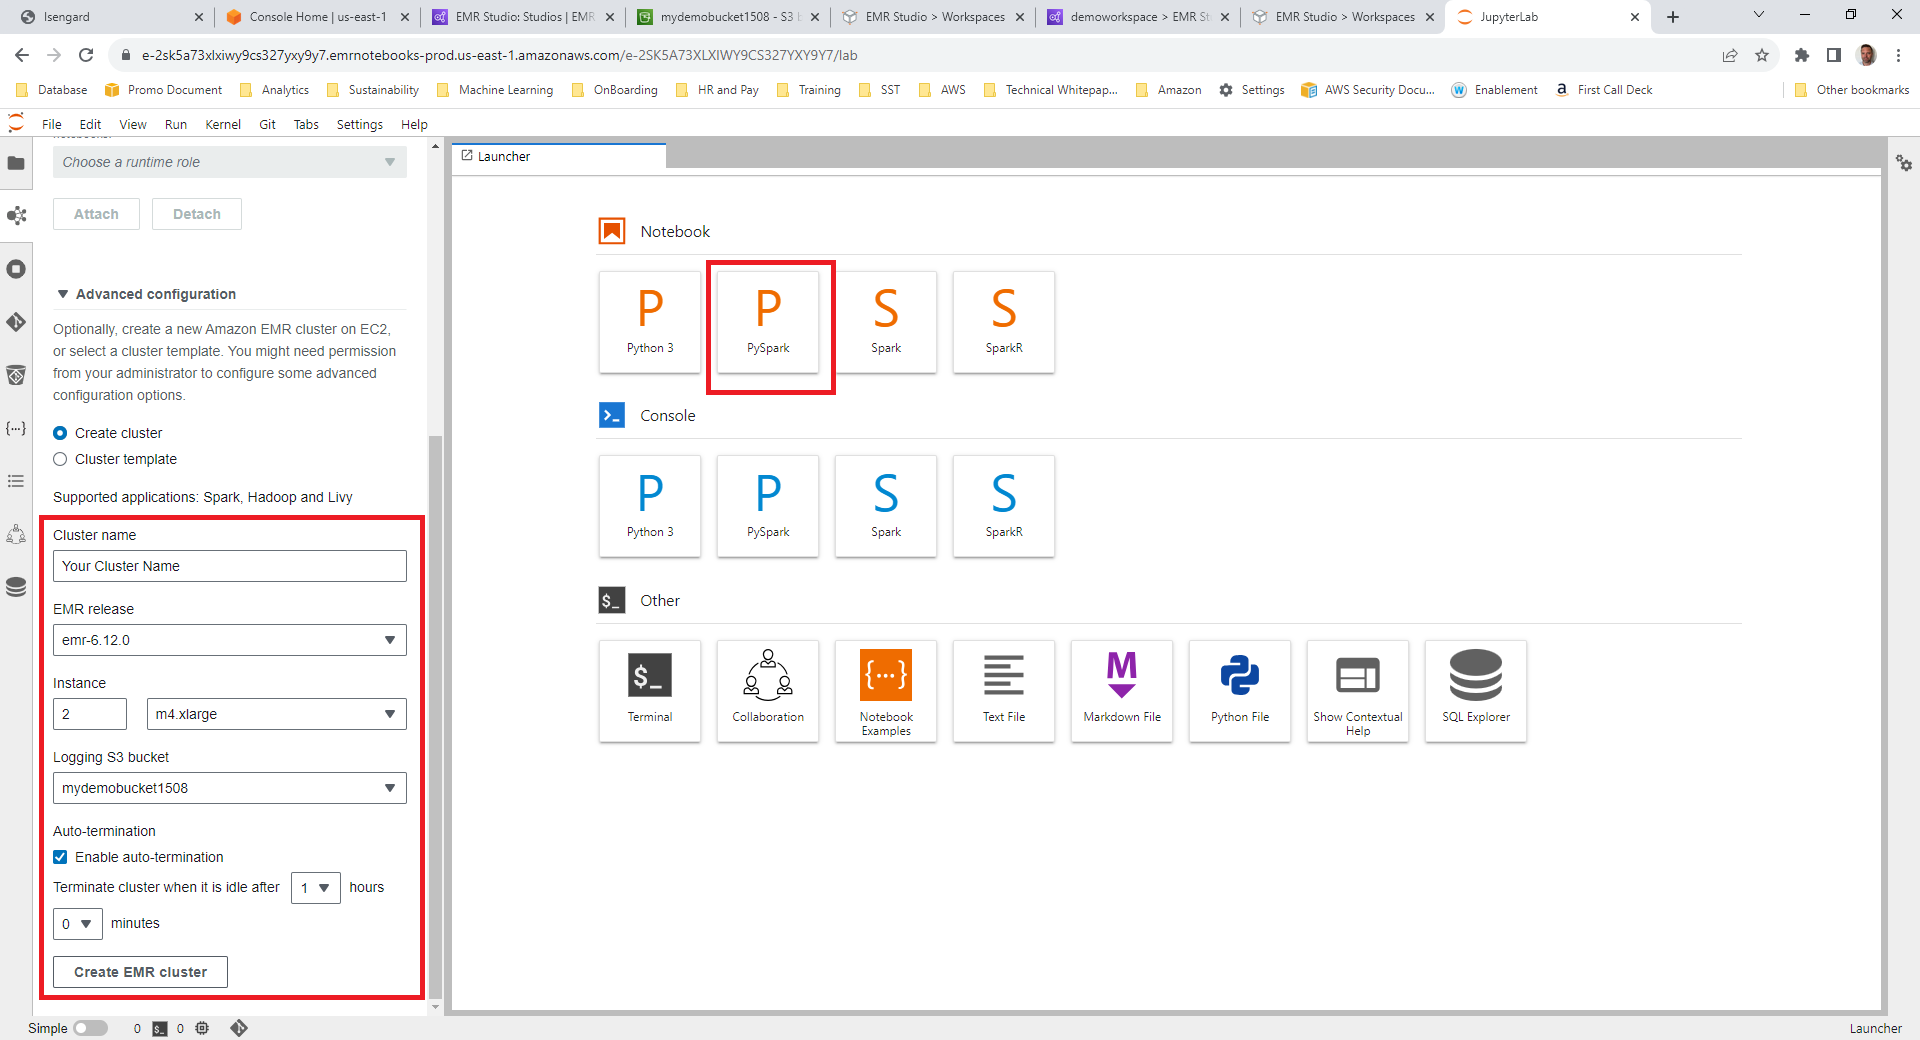 Isengard
Console Home | us-east-1
EMR Studio: Studios | EMR
mydemobucket1508 - S3 b
EMR Studio > Workspaces
demoworkspace > EMR St
EMR Studio > Workspaces
JupyterLab
e-2sk5a73xlxiwy9cs327yxy9y7.emrnotebooks-prod.us-east-1.amazonaws.com/e-2SK5A73XLXIWY9CS327YXY9Y7/lab
Database
Promo Document
Analytics
Sustainability
Machine Learning
OnBoarding
HR and Pay
Training
SST
AWS
Technical Whitepap...
Amazon
Settings
AWS Security Docu...
Enablement
First Call Deck
Other bookmarks
File Edit View Run Kernel Git Tabs Settings Help
Choose a runtime role
Attach
Detach
Advanced configuration
Optionally, create a new Amazon EMR cluster on EC2,
or select a cluster template. You might need permission
from your administrator to configure some advanced
configuration options.
Create cluster
Cluster template
Supported applications: Spark, Hadoop and Livy
Cluster name
Your Cluster Name
EMR release
emr-6.12.0
Instance
2
m4.xlarge
Logging S3 bucket
mydemobucket1508
Auto-termination
Enable auto-termination
Terminate cluster when it is idle after 1 hours
0 minutes
Create EMR cluster
Launcher
Notebook
P
Python 3
P
PySpark
S
Spark
S
SparkR
Console
P
Python 3
P
PySpark
S
Spark
S
SparkR
$_ Other
$_
Terminal
Collaboration
{...}
Notebook
Examples
Text File
M
Markdown File
Python File
Show Contextual
Help
SQL Explorer
Simple
0
0
Launcher